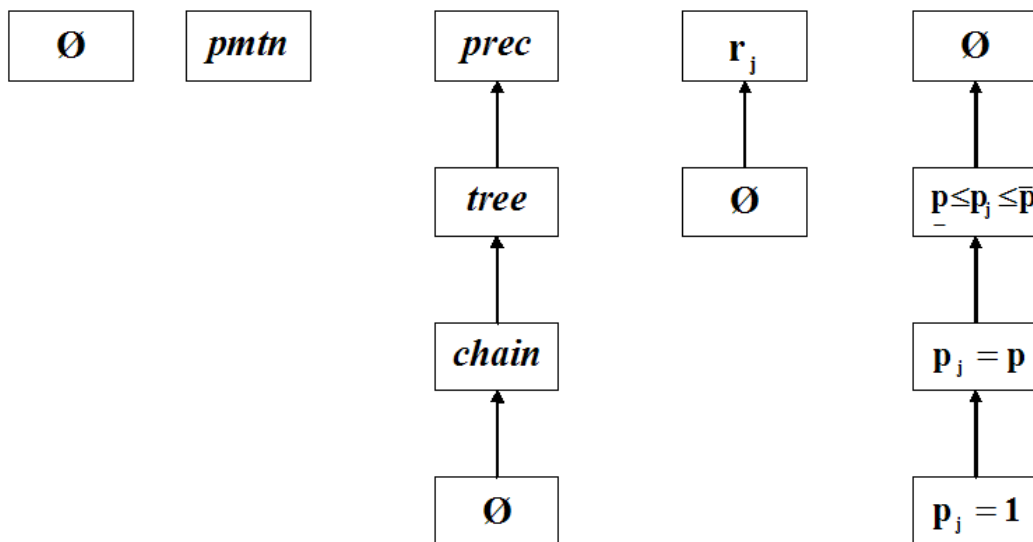 Ø pmtn prec r_j Ø
tree Ø p̲≤p_j≤p̅
chain p_j = p
Ø p_j = 1